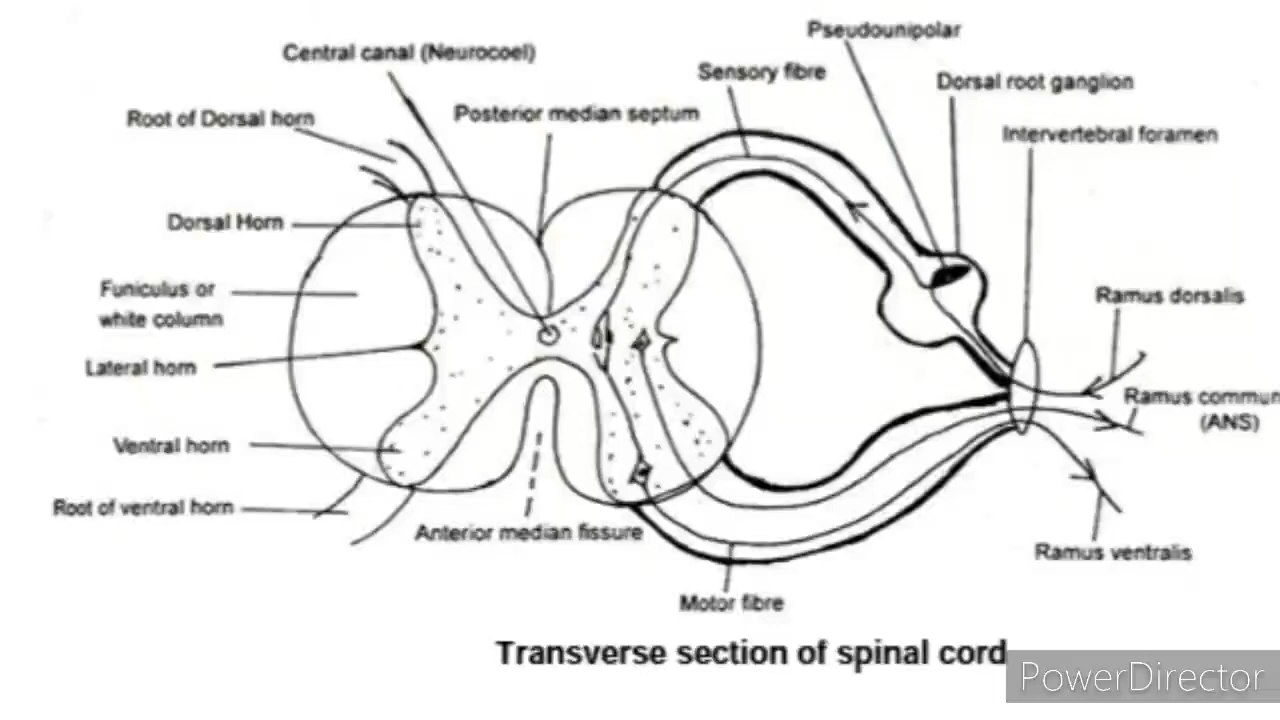 Pseudounipolar
Central canal (Neurocoel)
Sensory fibre
Dorsal root ganglion
Root of Dorsal horn
Posterior median septum
Intervertebral foramen
Dorsal Horn
Funiculus or
white column
Ramus dorsalis
Lateral horn
Ramus commun
(ANS)
Ventral horn
Root of ventral horn
Anterior median fissure
Ramus ventralis
Motor fibre
Transverse section of spinal cord
PowerDirector